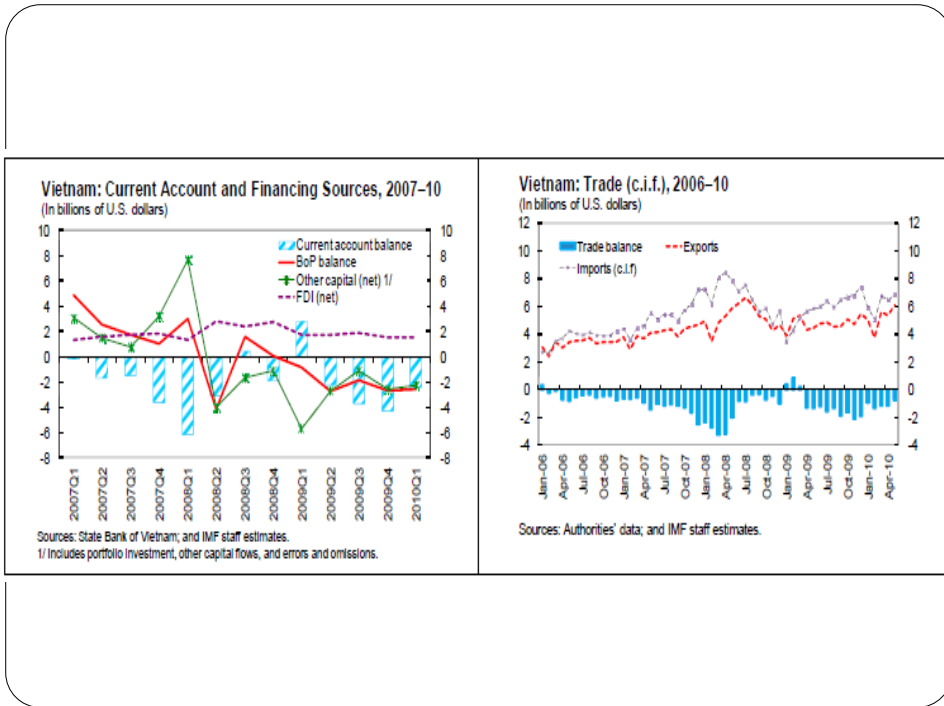 Vietnam: Current Account and Financing Sources, 2007–10
(In billions of U.S. dollars)
10
8
6
4
2
0
-2
-4
-6
-8
10
8
6
4
2
0
-2
-4
-6
-8
Current account balance
BoP balance
Other capital (net) 1/
FDI (net)
2007Q1
2007Q2
2007Q3
2007Q4
2008Q1
2008Q2
2008Q3
2008Q4
2009Q1
2009Q2
2009Q3
2009Q4
2010Q1
Sources: State Bank of Vietnam; and IMF staff estimates.
1/ Includes portfolio investment, other capital flows, and errors and omissions.
Vietnam: Trade (c.i.f.), 2006–10
(In billions of U.S. dollars)
12
10
8
6
4
2
0
-2
-4
12
10
8
6
4
2
0
-2
-4
Trade balance
Exports
Imports (c.i.f)
Jan-06
Apr-06
Jul-06
Oct-06
Jan-07
Apr-07
Jul-07
Oct-07
Jan-08
Apr-08
Jul-08
Oct-08
Jan-09
Apr-09
Jul-09
Oct-09
Jan-10
Apr-10
Sources: Authorities' data; and IMF staff estimates.